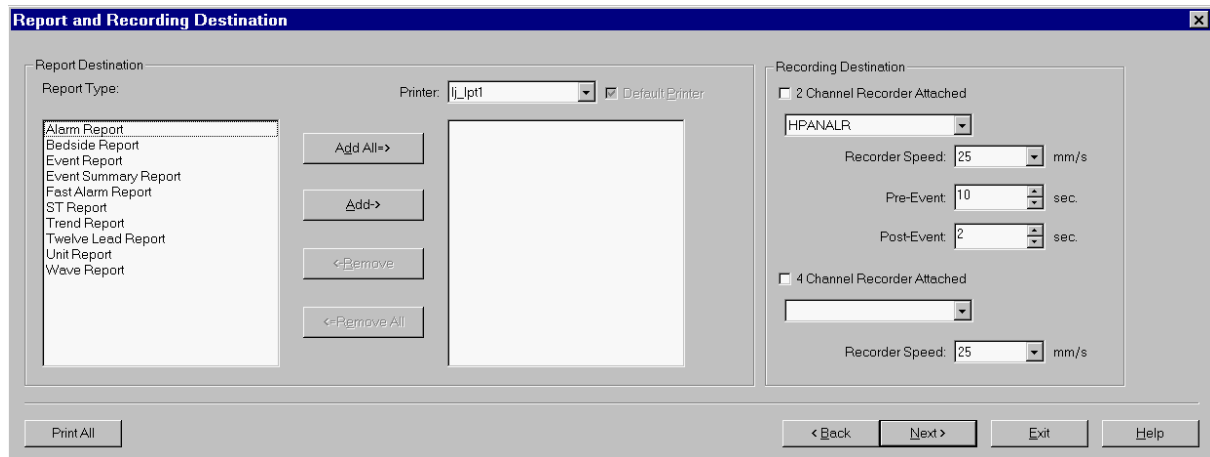 Report and Recording Destination
Report Destination
Report Type:
Printer: lj_lpt1 Default Printer
Alarm Report
Bedside Report
Event Report
Event Summary Report
Fast Alarm Report
ST Report
Trend Report
Twelve Lead Report
Unit Report
Wave Report
Add All=>
Add->
<-Remove
<=Remove All
Recording Destination
2 Channel Recorder Attached
HPANALR
Recorder Speed: 25 mm/s
Pre-Event: 10 sec.
Post-Event: 2 sec.
4 Channel Recorder Attached
Recorder Speed: 25 mm/s
Print All
< Back Next > Exit Help